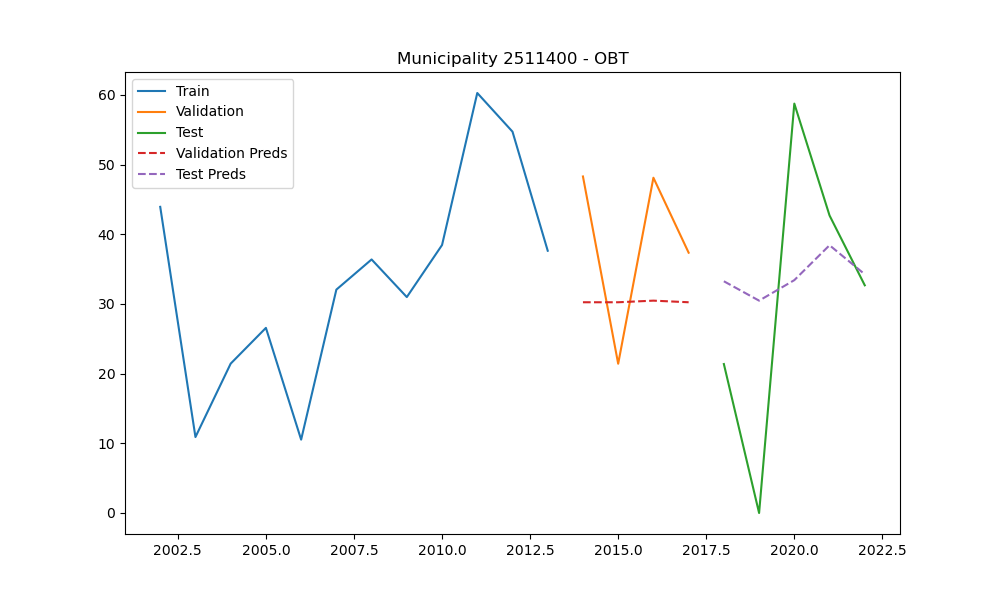 Municipality 2511400 - OBT
Train
Validation
Test
Validation Preds
Test Preds
60
50
40
30
20
10
0
2002.5 2005.0 2007.5 2010.0 2012.5 2015.0 2017.5 2020.0 2022.5